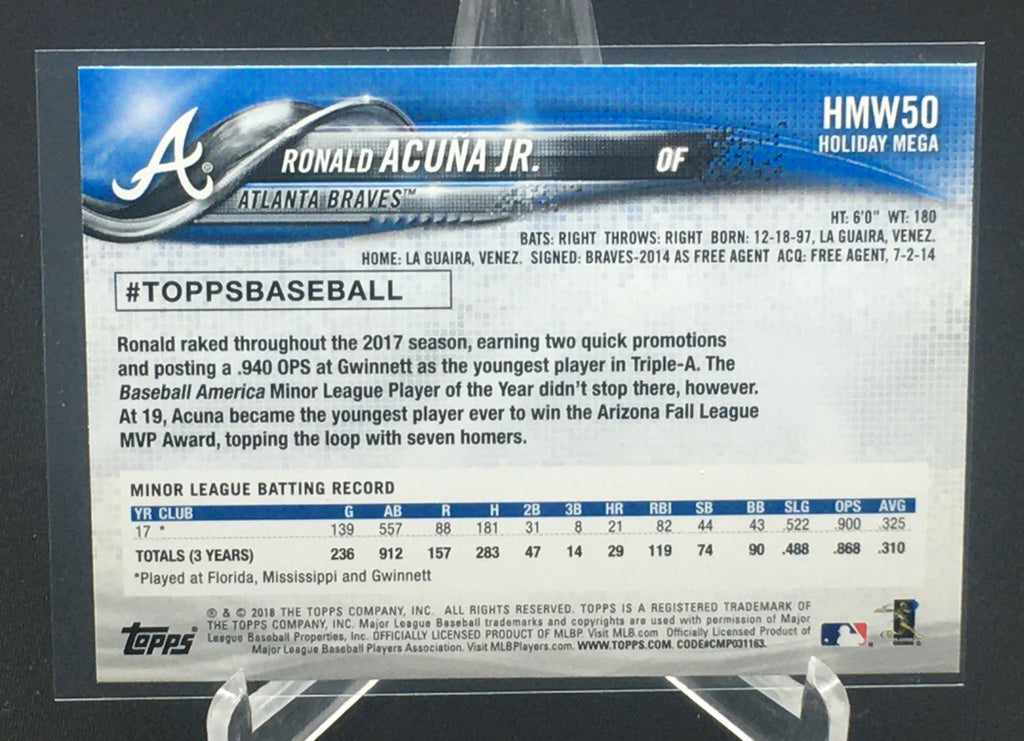 HMW50
HOLIDAY MEGA
A®
RONALD ACUÑA JR. OF
ATLANTA BRAVES™
HT: 6'0" WT: 180
BATS: RIGHT THROWS: RIGHT BORN: 12-18-97, LA GUAIRA, VENEZ.
HOME: LA GUAIRA, VENEZ. SIGNED: BRAVES-2014 AS FREE AGENT ACQ: FREE AGENT, 7-2-14
#TOPPSBASEBALL
Ronald raked throughout the 2017 season, earning two quick promotions
and posting a .940 OPS at Gwinnett as the youngest player in Triple-A. The
Baseball America Minor League Player of the Year didn't stop there, however.
At 19, Acuna became the youngest player ever to win the Arizona Fall League
MVP Award, topping the loop with seven homers.
MINOR LEAGUE BATTING RECORD
YR CLUB G AB R H 2B 3B HR RBI SB BB SLG OPS AVG
17 * 139 557 88 181 31 8 21 82 44 43 .522 .900 .325
TOTALS (3 YEARS) 236 912 157 283 47 14 29 119 74 90 .488 .868 .310
*Played at Florida, Mississippi and Gwinnett
® & © 2018 THE TOPPS COMPANY, INC. ALL RIGHTS RESERVED. TOPPS IS A REGISTERED TRADEMARK OF
THE TOPPS COMPANY, INC. Major League Baseball trademarks and copyrights are used with permission of Major
League Baseball Properties, Inc. OFFICIALLY LICENSED PRODUCT OF MLBP. Visit MLB.com Officially Licensed Product of
Major League Baseball Players Association. Visit MLBPlayers.com. WWW.TOPPS.COM. CODE#CMP031163.
topps